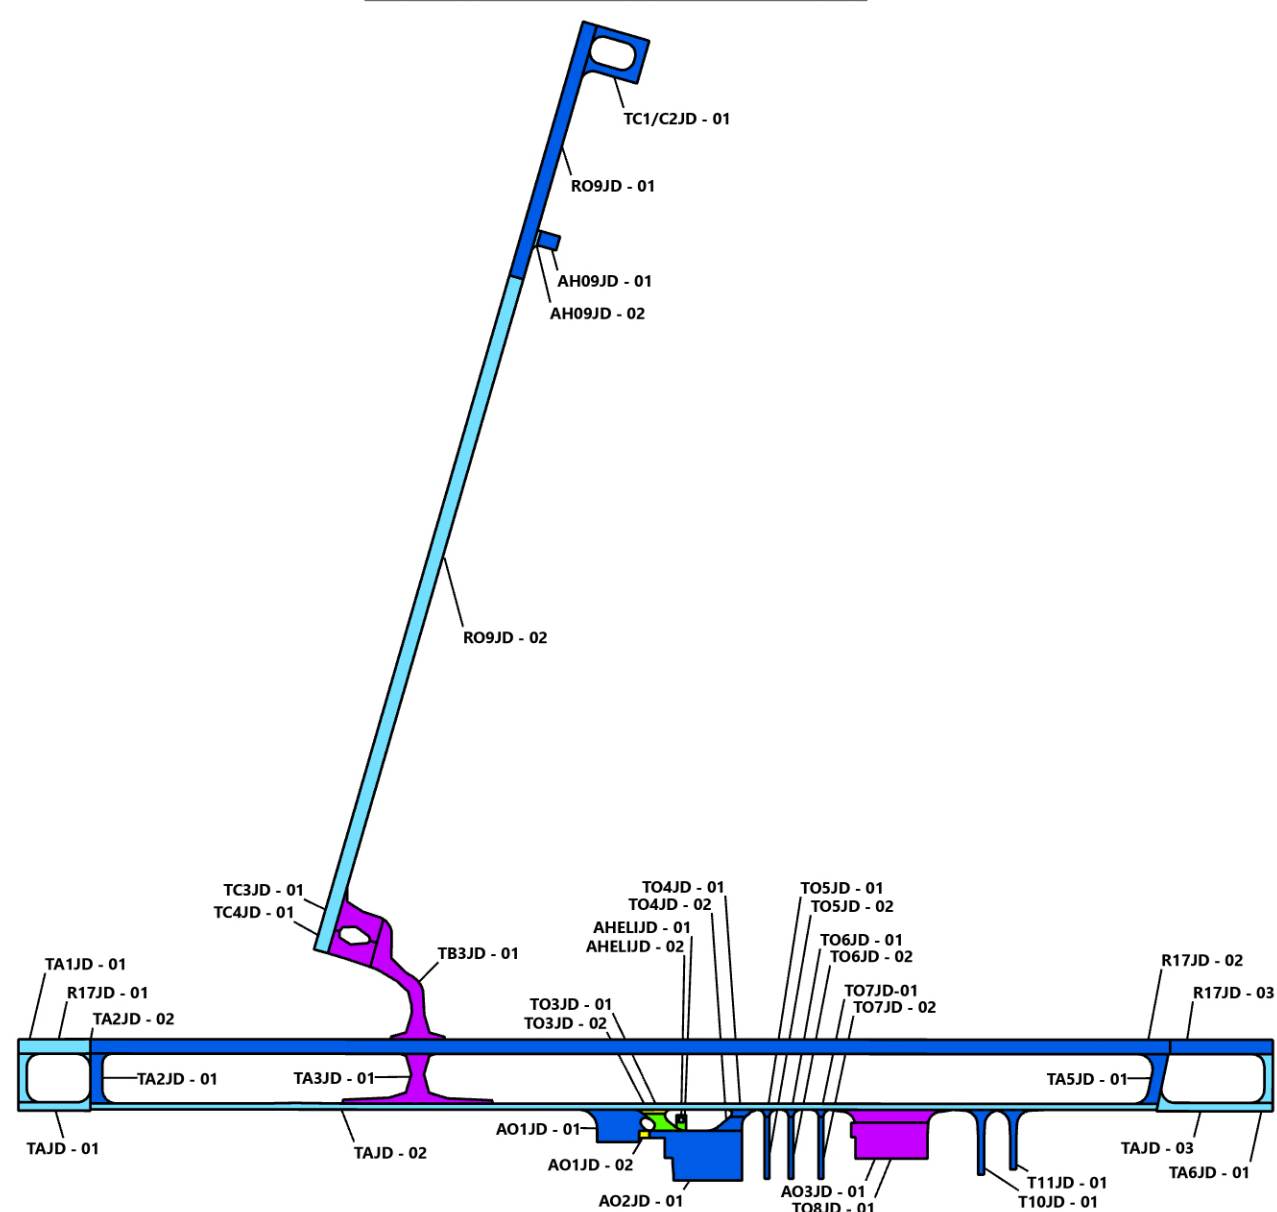 TC1/C2JD - 01
RO9JD - 01
AH09JD - 01
AH09JD - 02
RO9JD - 02
TC3JD - 01
TC4JD - 01
TB3JD - 01
TO4JD - 01
TO4JD - 02
AHELIJD - 01
AHELIJD - 02
TO5JD - 01
TO5JD - 02
TO6JD - 01
TO6JD - 02
TO7JD-01
TO7JD - 02
TO3JD - 01
TO3JD - 02
TA1JD - 01
R17JD - 01
TA2JD - 02
R17JD - 02
R17JD - 03
TA2JD - 01
TA3JD - 01
TA5JD - 01
TAJD - 01
TAJD - 02
AO1JD - 01
AO1JD - 02
AO2JD - 01
AO3JD - 01
TO8JD - 01
TAJD - 03
TA6JD - 01
T11JD - 01
T10JD - 01